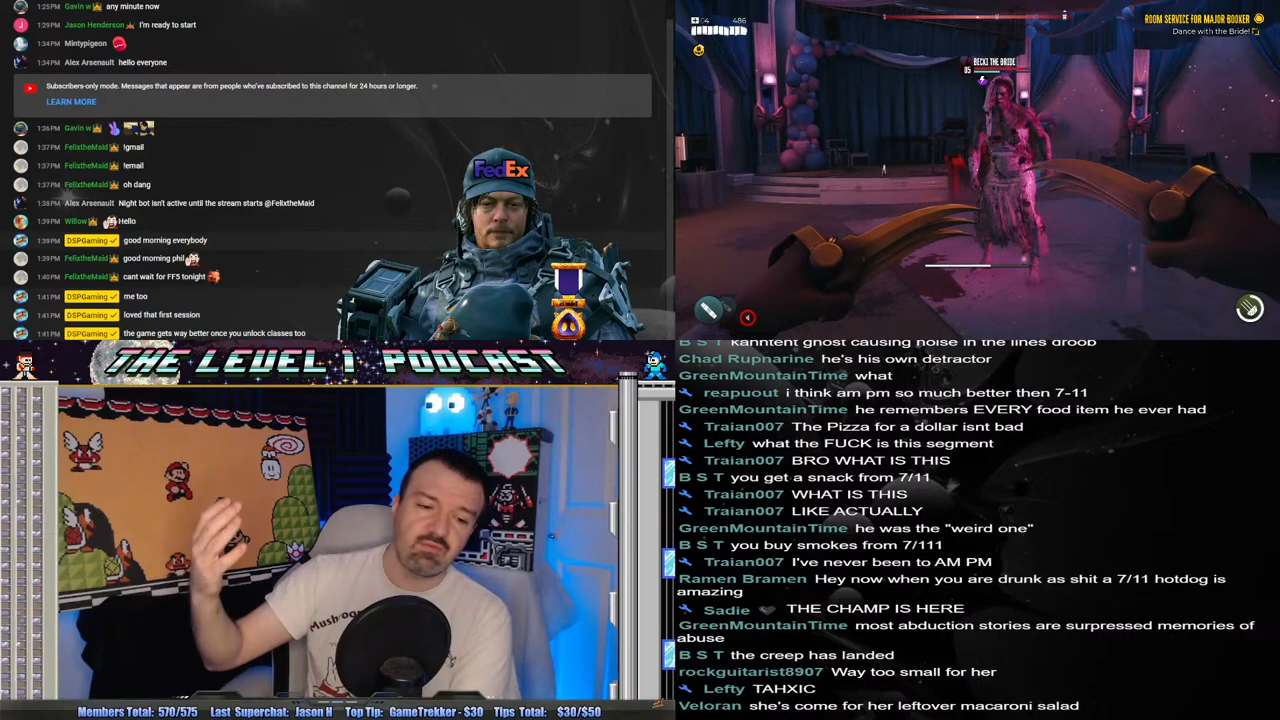 1:25PM Gavin w any minute now
J 1:29PM Jason Henderson I'm ready to start
1:34PM Mintypigeon
1:34PM Alex Arsenault hello everyone
Subscribers-only mode. Messages that appear are from people who've subscribed to this channel for 24 hours or longer.
LEARN MORE
1:36PM Gavin w
1:37PM FelixtheMaid !gmail
1:37PM FelixtheMaid !email
1:37PM FelixtheMaid oh dang
1:38PM Alex Arsenault Night bot isn't active until the stream starts @FelixtheMaid
1:39PM Willow Hello
1:39PM DSPGaming good morning everybody
1:39PM FelixtheMaid good morning phil
1:40PM FelixtheMaid cant wait for FF5 tonight
1:41PM DSPGaming me too
1:41PM DSPGaming loved that first session
1:41PM DSPGaming the game gets way better once you unlock classes too
FedEx
04 486
ROOM SERVICE FOR MAJOR BOOKER
Dance with the Bride!
BECKI THE BRIDE
05
THE LEVEL 1 PODCAST
Mushroo
B S T kahntent ghost causing noise in the lines droob
Chad Rupnarine he's his own detractor
GreenMountainTime what
reapuout i think am pm so much better then 7-11
GreenMountainTime he remembers EVERY food item he ever had
Traian007 The Pizza for a dollar isnt bad
Lefty what the FUCK is this segment
Traian007 BRO WHAT IS THIS
B S T you get a snack from 7/11
Traian007 WHAT IS THIS
Traian007 LIKE ACTUALLY
GreenMountainTime he was the "weird one"
B S T you buy smokes from 7/111
Traian007 I've never been to AM PM
Ramen Bramen Hey now when you are drunk as shit a 7/11 hotdog is
amazing
Sadie THE CHAMP IS HERE
GreenMountainTime most abduction stories are surpressed memories of
abuse
B S T the creep has landed
rockguitarist8907 Way too small for her
Lefty TAHXIC
Veloran she's come for her leftover macaroni salad
Members Total: 570/575 Last Superchat: Jason H Top Tip: GameTrekker - $30 Tips Total: $30/$50